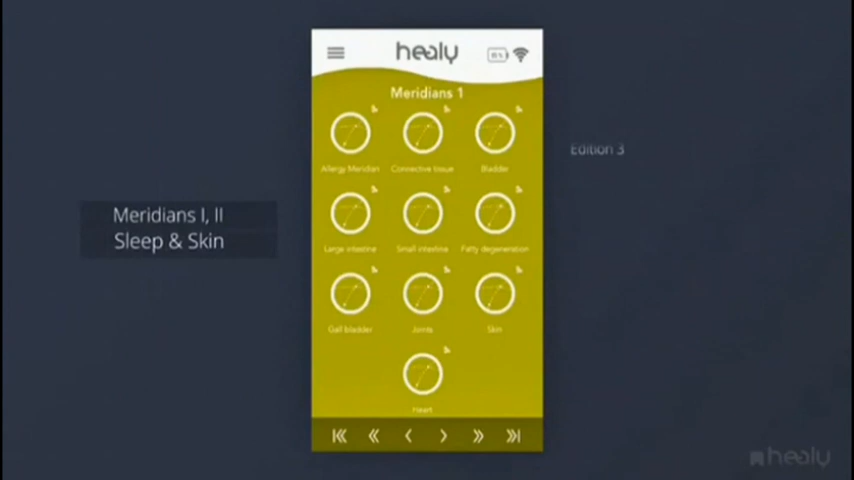 healy
Meridians 1
Allergy Meridian
Connective tissue
Bladder
Large intestine
Small intestine
Fatty degeneration
Gall bladder
Joints
Skin
Heart
Edition 3
Meridians I, II
Sleep & Skin
healy